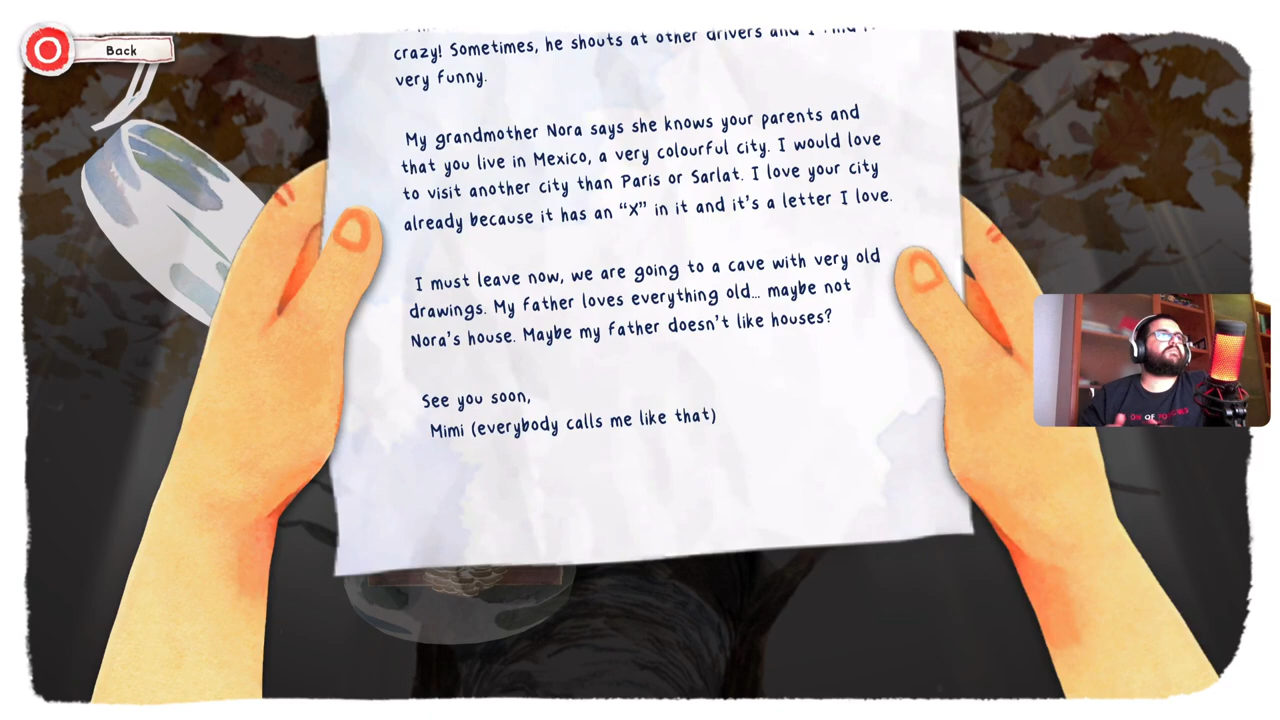 Back
crazy! Sometimes, he shouts at other drivers and I find it
very funny.
My grandmother Nora says she knows your parents and
that you live in Mexico, a very colourful city. I would love
to visit another city than Paris or Sarlat. I love your city
already because it has an “X” in it and it's a letter I love.
I must leave now, we are going to a cave with very old
drawings. My father loves everything old... maybe not
Nora's house. Maybe my father doesn't like houses?
See you soon,
Mimi (everybody calls me like that)